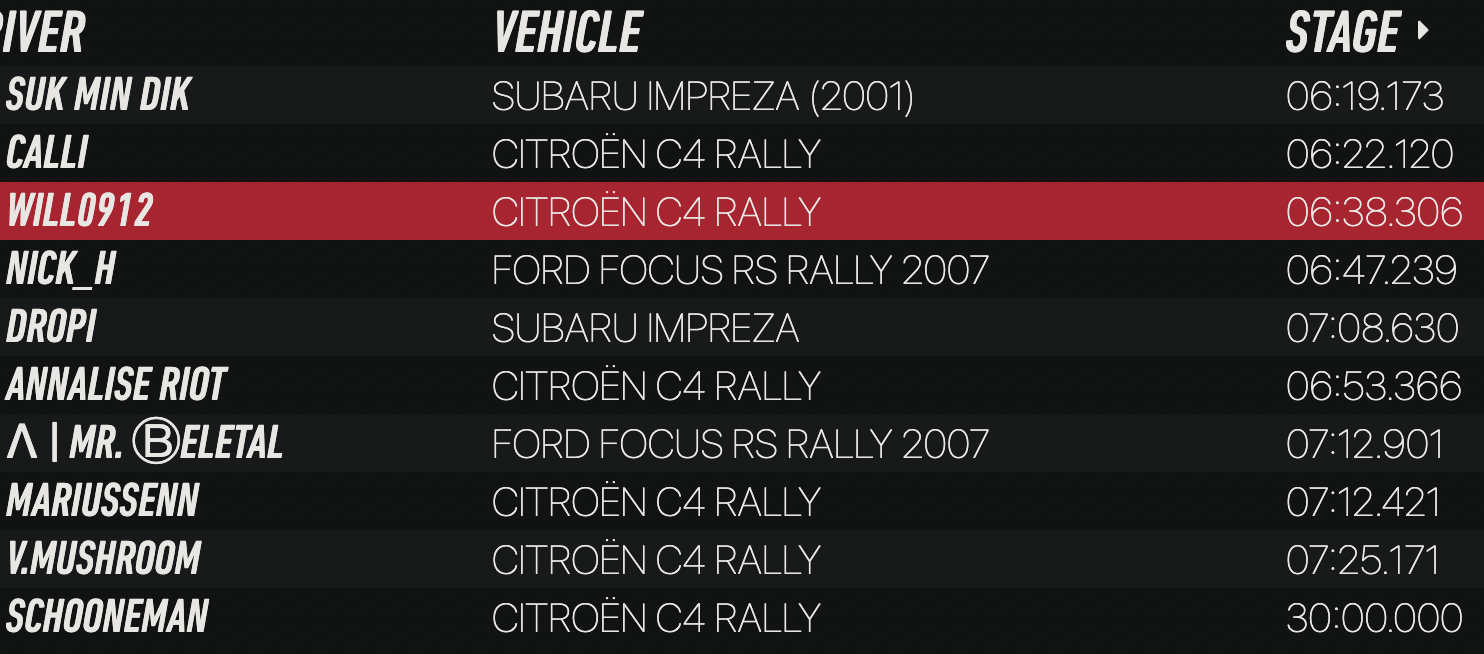 RIVER VEHICLE STAGE
SUK MIN DIK SUBARU IMPREZA (2001) 06:19.173
CALLI CITROËN C4 RALLY 06:22.120
WILL0912 CITROËN C4 RALLY 06:38.306
NICK_H FORD FOCUS RS RALLY 2007 06:47.239
DROPI SUBARU IMPREZA 07:08.630
ANNALISE RIOT CITROËN C4 RALLY 06:53.366
Λ | MR. ⒷELETAL FORD FOCUS RS RALLY 2007 07:12.901
MARIUSSENN CITROËN C4 RALLY 07:12.421
V.MUSHROOM CITROËN C4 RALLY 07:25.171
SCHOONEMAN CITROËN C4 RALLY 30:00.000